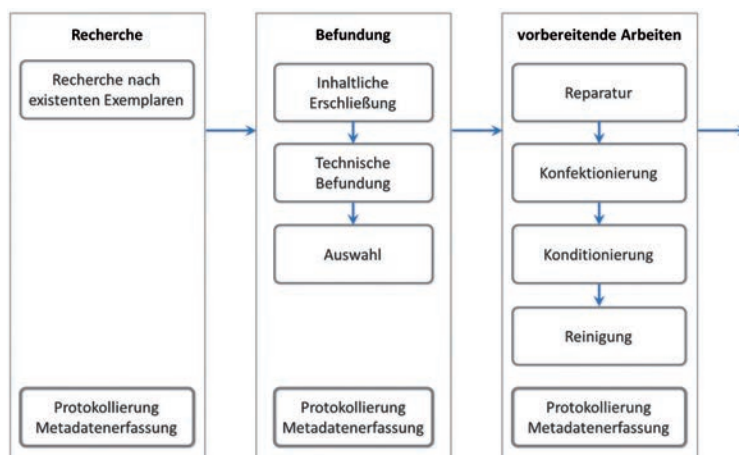 Recherche
Recherche nach
existenten Exemplaren
Protokollierung
Metadatenerfassung
Befundung
Inhaltliche
Erschließung
Technische
Befundung
Auswahl
Protokollierung
Metadatenerfassung
vorbereitende Arbeiten
Reparatur
Konfektionierung
Konditionierung
Reinigung
Protokollierung
Metadatenerfassung